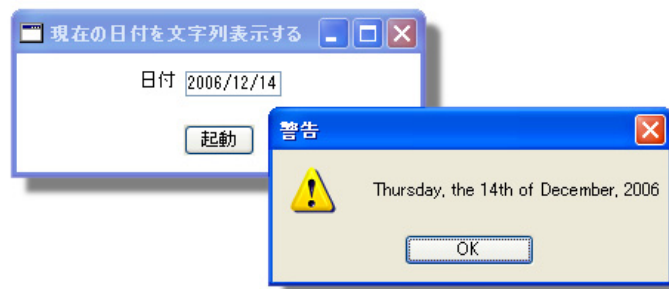 現在の日付を文字列表示する
日付 2006/12/14
起動
警告
Thursday, the 14th of December, 2006
OK